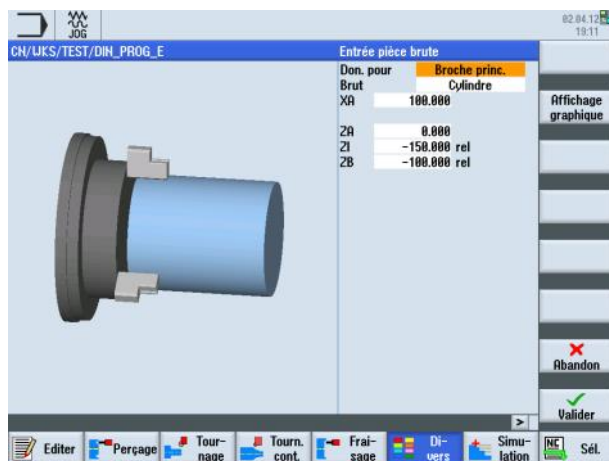 JOG
02.04.12
19:11
CN/WKS/TEST/DIN_PROG_E
Entrée pièce brute
Don. pour Broche princ.
Brut Cylindre
XA 100.000
ZA 0.000
ZI -150.000 rel
ZB -100.000 rel
Affichage
graphique
Abandon
Valider
>
Editer
Perçage
Tour-
nage
Tourn.
cont.
Frai-
sage
Di-
vers
Simu-
lation
NC
Sél.